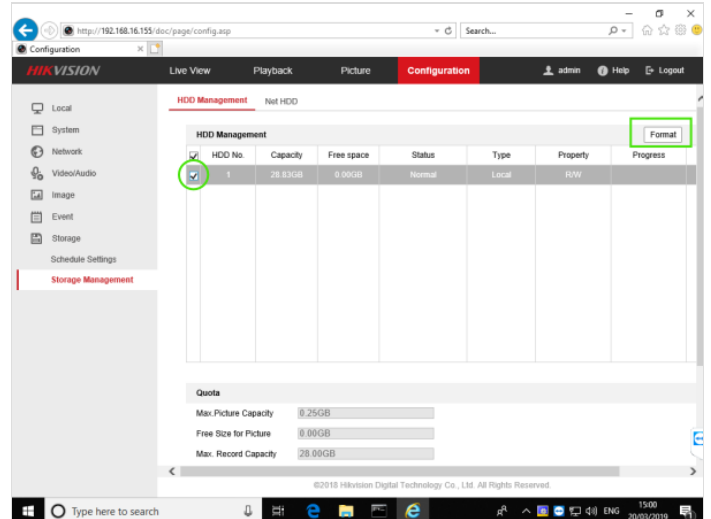 http://192.168.16.155/doc/page/config.asp Search...
Configuration
HIKVISION Live View Playback Picture Configuration admin Help Logout
HDD Management Net HDD
Local
System
Network
Video/Audio
Image
Event
Storage
Schedule Settings
Storage Management
HDD Management Format
HDD No. Capacity Free space Status Type Property Progress
1 28.83GB 0.00GB Normal Local R/W
Quota
Max.Picture Capacity 0.25GB
Free Size for Picture 0.00GB
Max. Record Capacity 28.00GB
©2018 Hikvision Digital Technology Co., Ltd. All Rights Reserved.
Type here to search ENG 15:00
20/03/2019